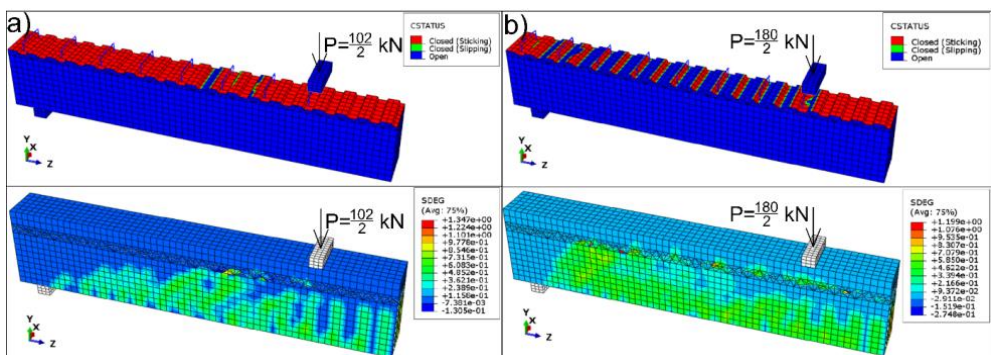 a)
P=102/2 kN
CSTATUS
Closed (Sticking)
Closed (Slipping)
Open
Y
X
Z
b)
P=180/2 kN
CSTATUS
Closed (Sticking)
Closed (Slipping)
Open
Y
X
Z
P=102/2 kN
SDEG
(Avg: 75%)
+1.347e+00
+1.224e+00
+1.101e+00
+9.778e-01
+8.546e-01
+7.315e-01
+6.083e-01
+4.852e-01
+3.621e-01
+2.389e-01
+1.158e-01
-7.381e-03
-1.305e-01
Y
X
Z
P=180/2 kN
SDEG
(Avg: 75%)
+1.199e+00
+1.076e+00
+9.535e-01
+8.307e-01
+7.079e-01
+5.850e-01
+4.622e-01
+3.394e-01
+2.166e-01
+9.372e-02
-2.911e-02
-1.519e-01
-2.748e-01
Y
X
Z